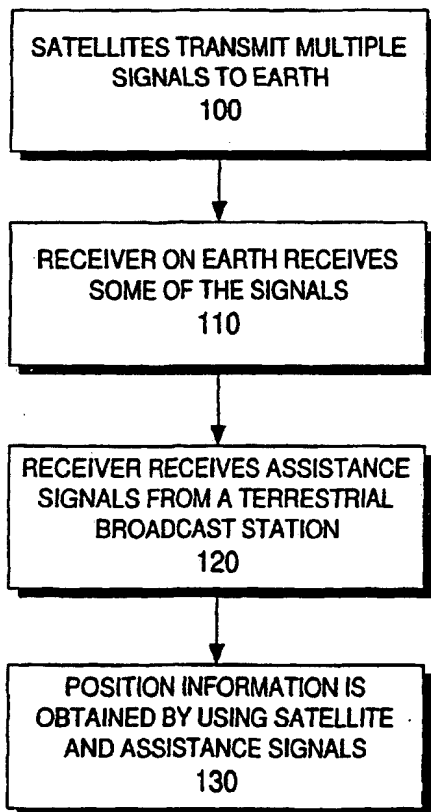 SATELLITES TRANSMIT MULTIPLE
SIGNALS TO EARTH
100
RECEIVER ON EARTH RECEIVES
SOME OF THE SIGNALS
110
RECEIVER RECEIVES ASSISTANCE
SIGNALS FROM A TERRESTRIAL
BROADCAST STATION
120
POSITION INFORMATION IS
OBTAINED BY USING SATELLITE
AND ASSISTANCE SIGNALS
130